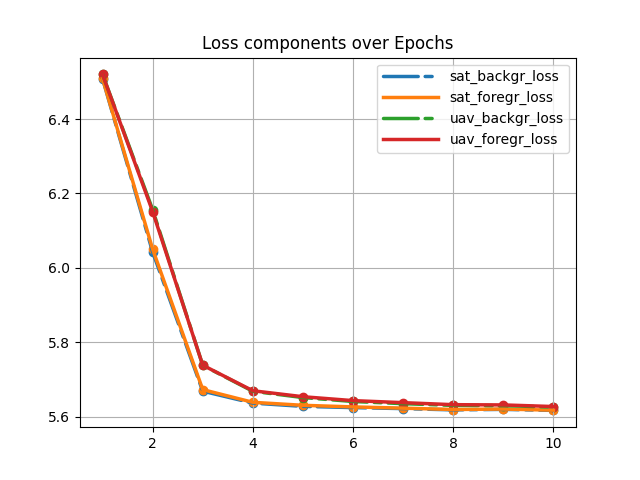 Loss components over Epochs
sat_backgr_loss
sat_foregr_loss
uav_backgr_loss
uav_foregr_loss
6.4
6.2
6.0
5.8
5.6
2 4 6 8 10